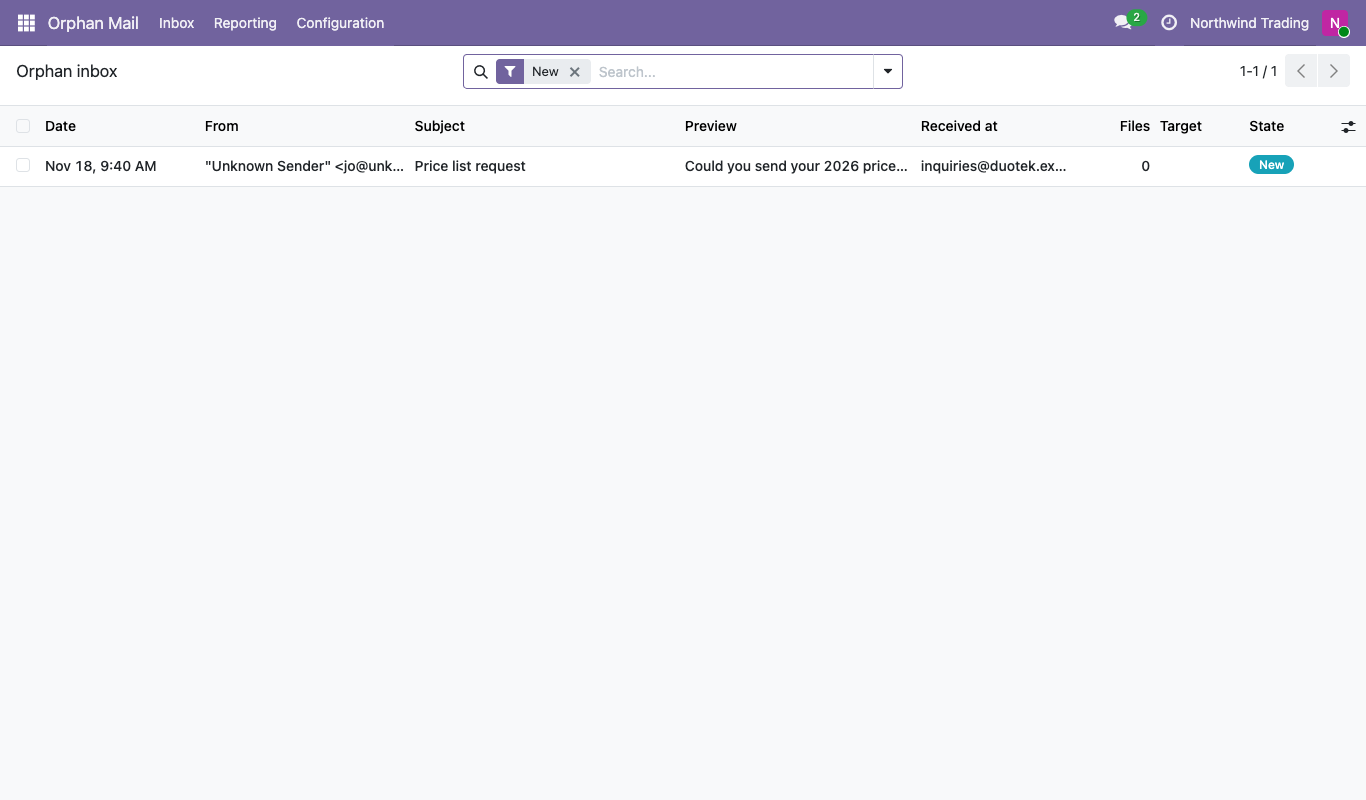 Orphan Mail Inbox Reporting Configuration 2 Northwind Trading N
Orphan inbox New Search... 1-1 / 1
Date From Subject Preview Received at Files Target State
Nov 18, 9:40 AM "Unknown Sender" <jo@unk... Price list request Could you send your 2026 price... inquiries@duotek.ex... 0 New